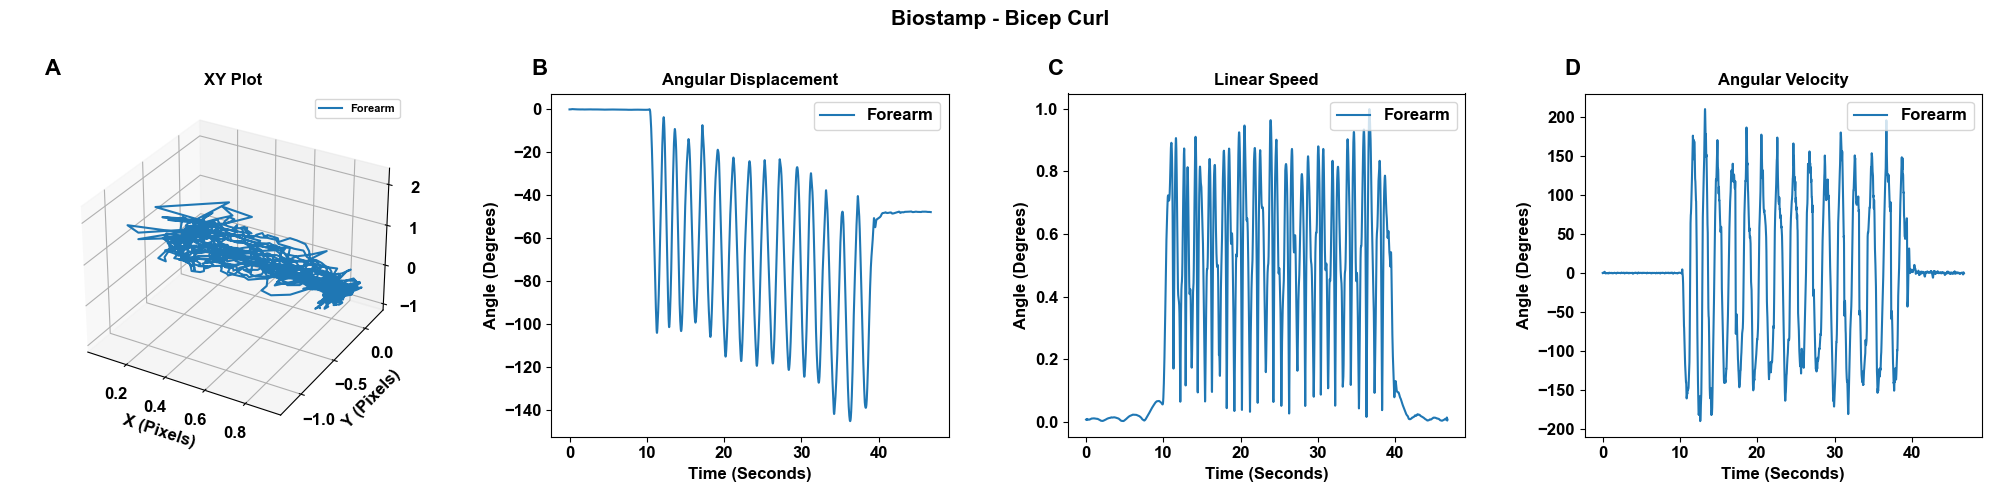 Biostamp - Bicep Curl
A
XY Plot
Forearm
2
1
0
−1
0.0
−0.5
−1.0
Y (Pixels)
0.2
0.4
0.6
0.8
X (Pixels)
B
Angular Displacement
Forearm
0
−20
−40
−60
−80
−100
−120
−140
Angle (Degrees)
0 10 20 30 40
Time (Seconds)
C
Linear Speed
Forearm
1.0
0.8
0.6
0.4
0.2
0.0
Angle (Degrees)
0 10 20 30 40
Time (Seconds)
D
Angular Velocity
Forearm
200
150
100
50
0
−50
−100
−150
−200
Angle (Degrees)
0 10 20 30 40
Time (Seconds)